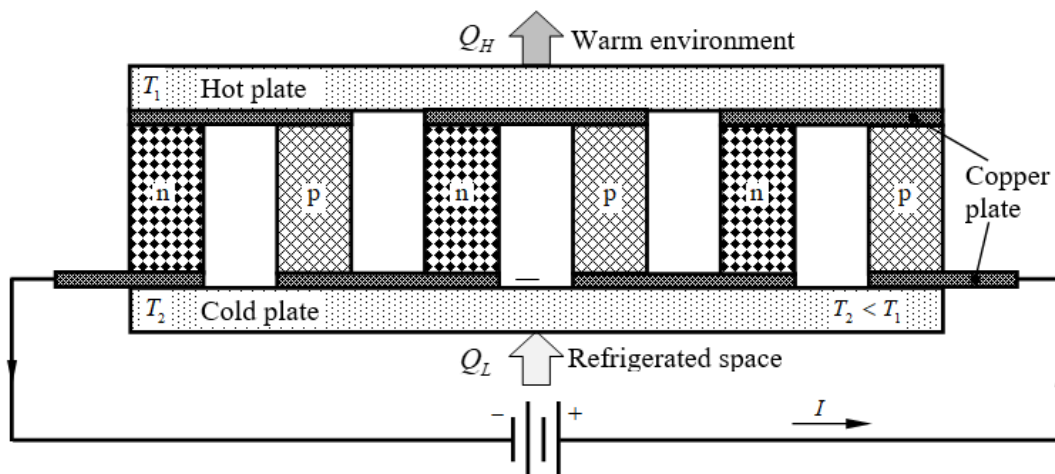 Q_H Warm environment
T_1 Hot plate
n p n p n p
Copper
plate
T_2 Cold plate T_2 < T_1
Q_L Refrigerated space
− +
I